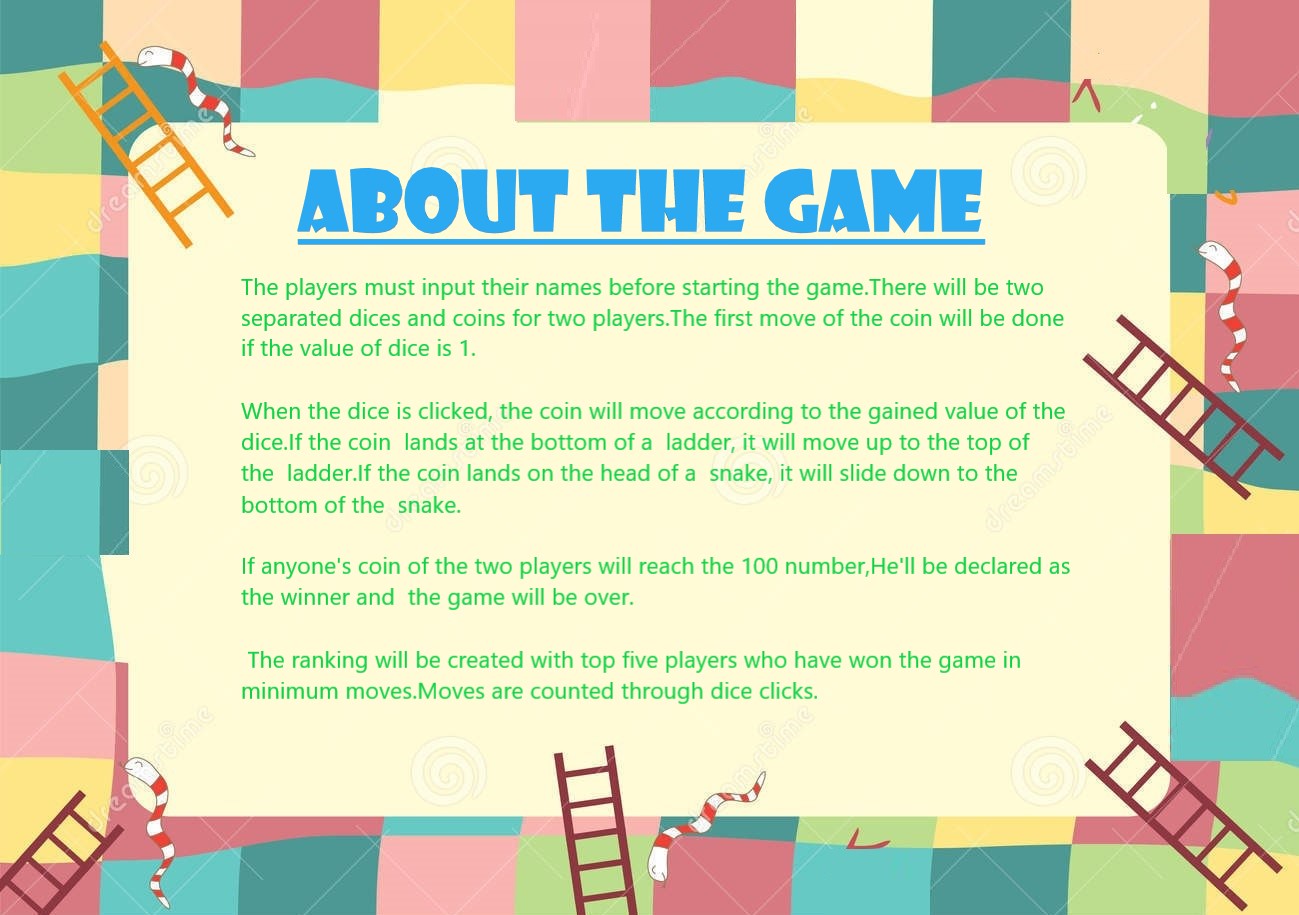 ABOUT THE GAME
The players must input their names before starting the game.There will be two
separated dices and coins for two players.The first move of the coin will be done
if the value of dice is 1.
When the dice is clicked, the coin will move according to the gained value of the
dice.If the coin  lands at the bottom of a  ladder, it will move up to the top of
the  ladder.If the coin lands on the head of a  snake, it will slide down to the
bottom of the  snake.
If anyone's coin of the two players will reach the 100 number,He'll be declared as
the winner and  the game will be over.
The ranking will be created with top five players who have won the game in
minimum moves.Moves are counted through dice clicks.
dreamstime
dreamstime
dreamstime
dreamstime
dreamstime
dreamstime